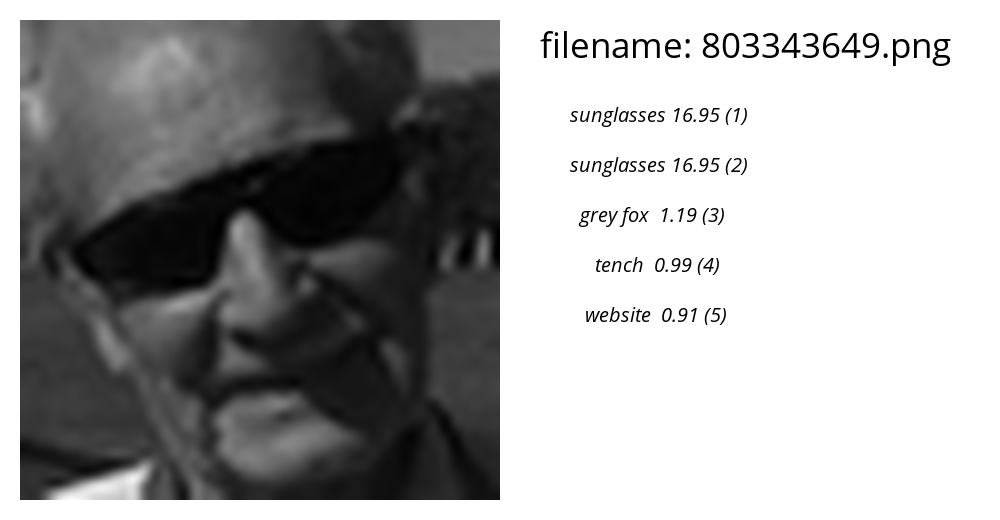 filename: 803343649.png
sunglasses 16.95 (1)
sunglasses 16.95 (2)
grey fox 1.19 (3)
tench 0.99 (4)
website 0.91 (5)